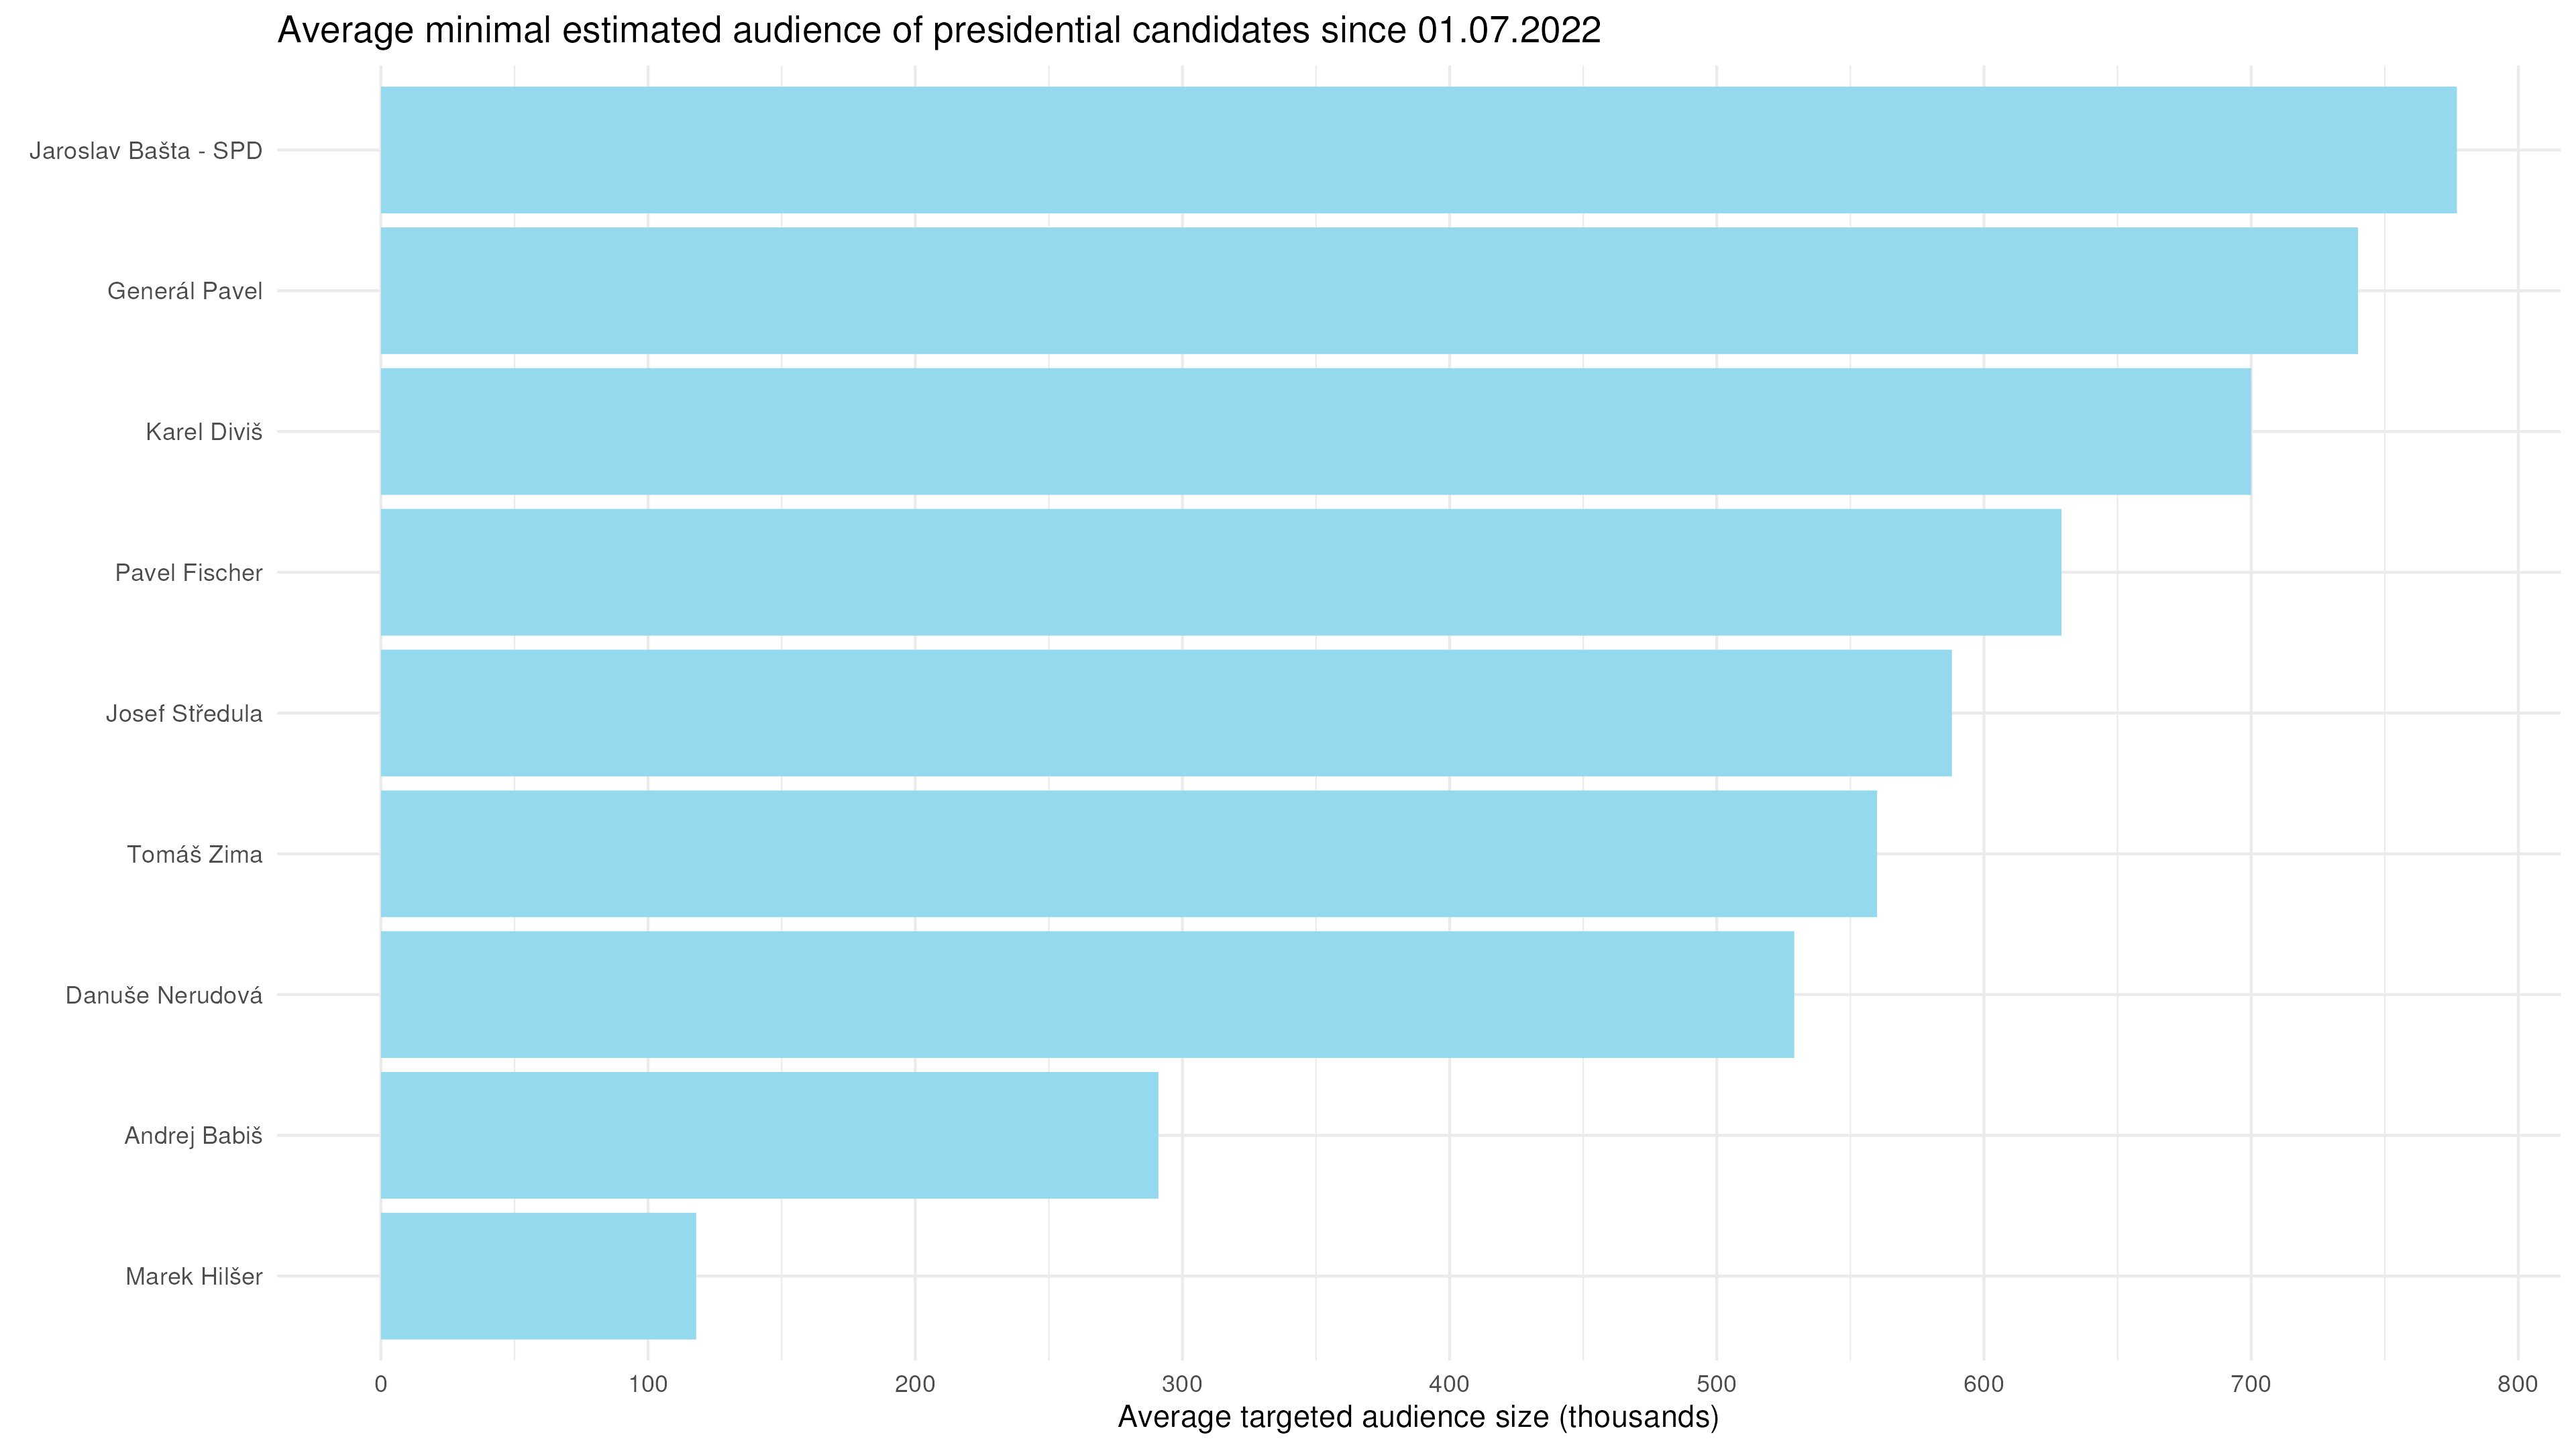 Average minimal estimated audience of presidential candidates since 01.07.2022
Jaroslav Bašta - SPD
Generál Pavel
Karel Diviš
Pavel Fischer
Josef Středula
Tomáš Zima
Danuše Nerudová
Andrej Babiš
Marek Hilšer
0 100 200 300 400 500 600 700 800
Average targeted audience size (thousands)